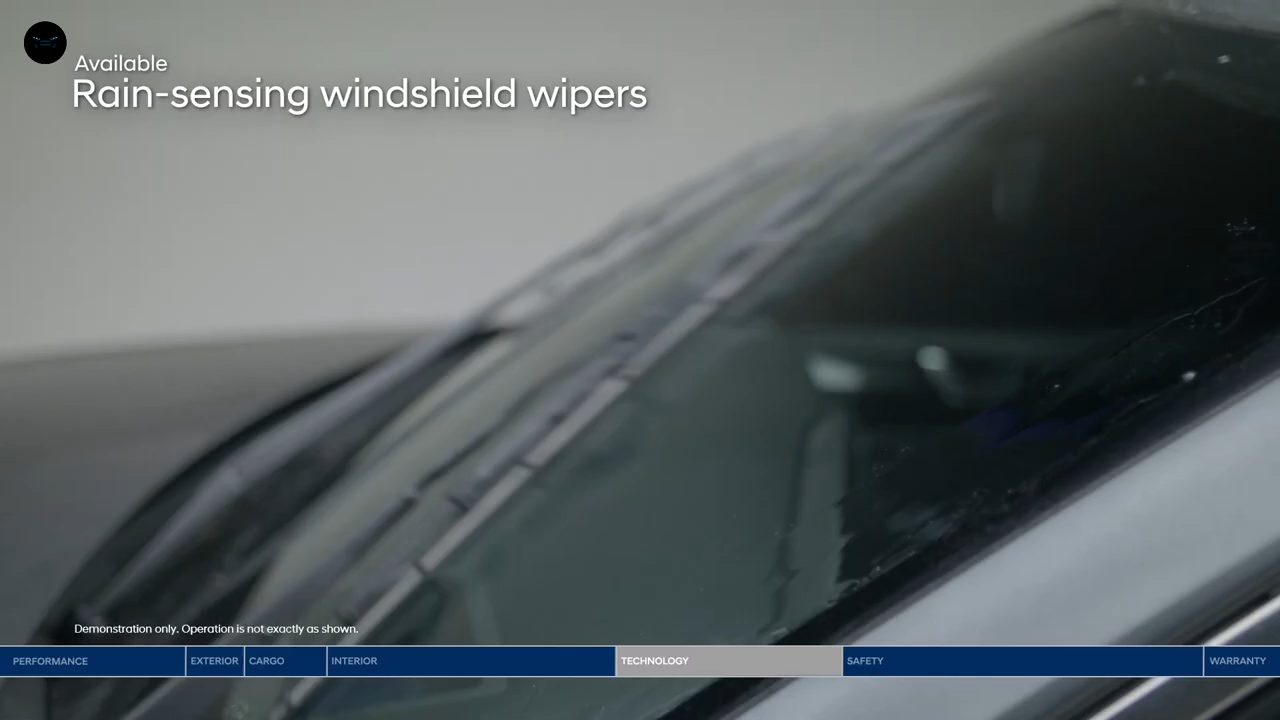 Available
Rain-sensing windshield wipers
Demonstration only. Operation is not exactly as shown.
PERFORMANCE
EXTERIOR
CARGO
INTERIOR
TECHNOLOGY
SAFETY
WARRANTY